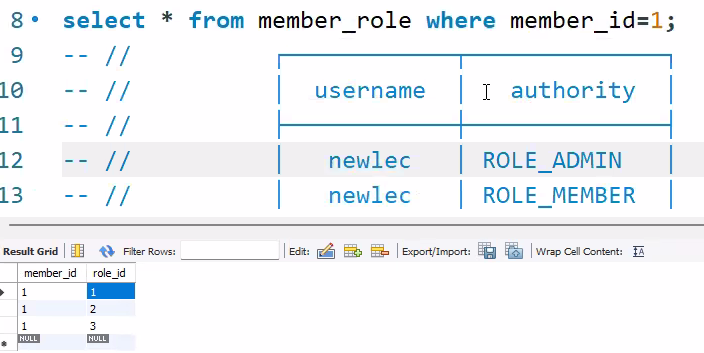 8 select * from member_role where member_id=1;
9 -- //
10 -- // username authority
11 -- //
12 -- // newlec ROLE_ADMIN
13 -- // newlec ROLE_MEMBER
Result Grid Filter Rows: Edit: Export/Import: Wrap Cell Content: IA
member_id role_id
1 1
1 2
1 3
NULL NULL